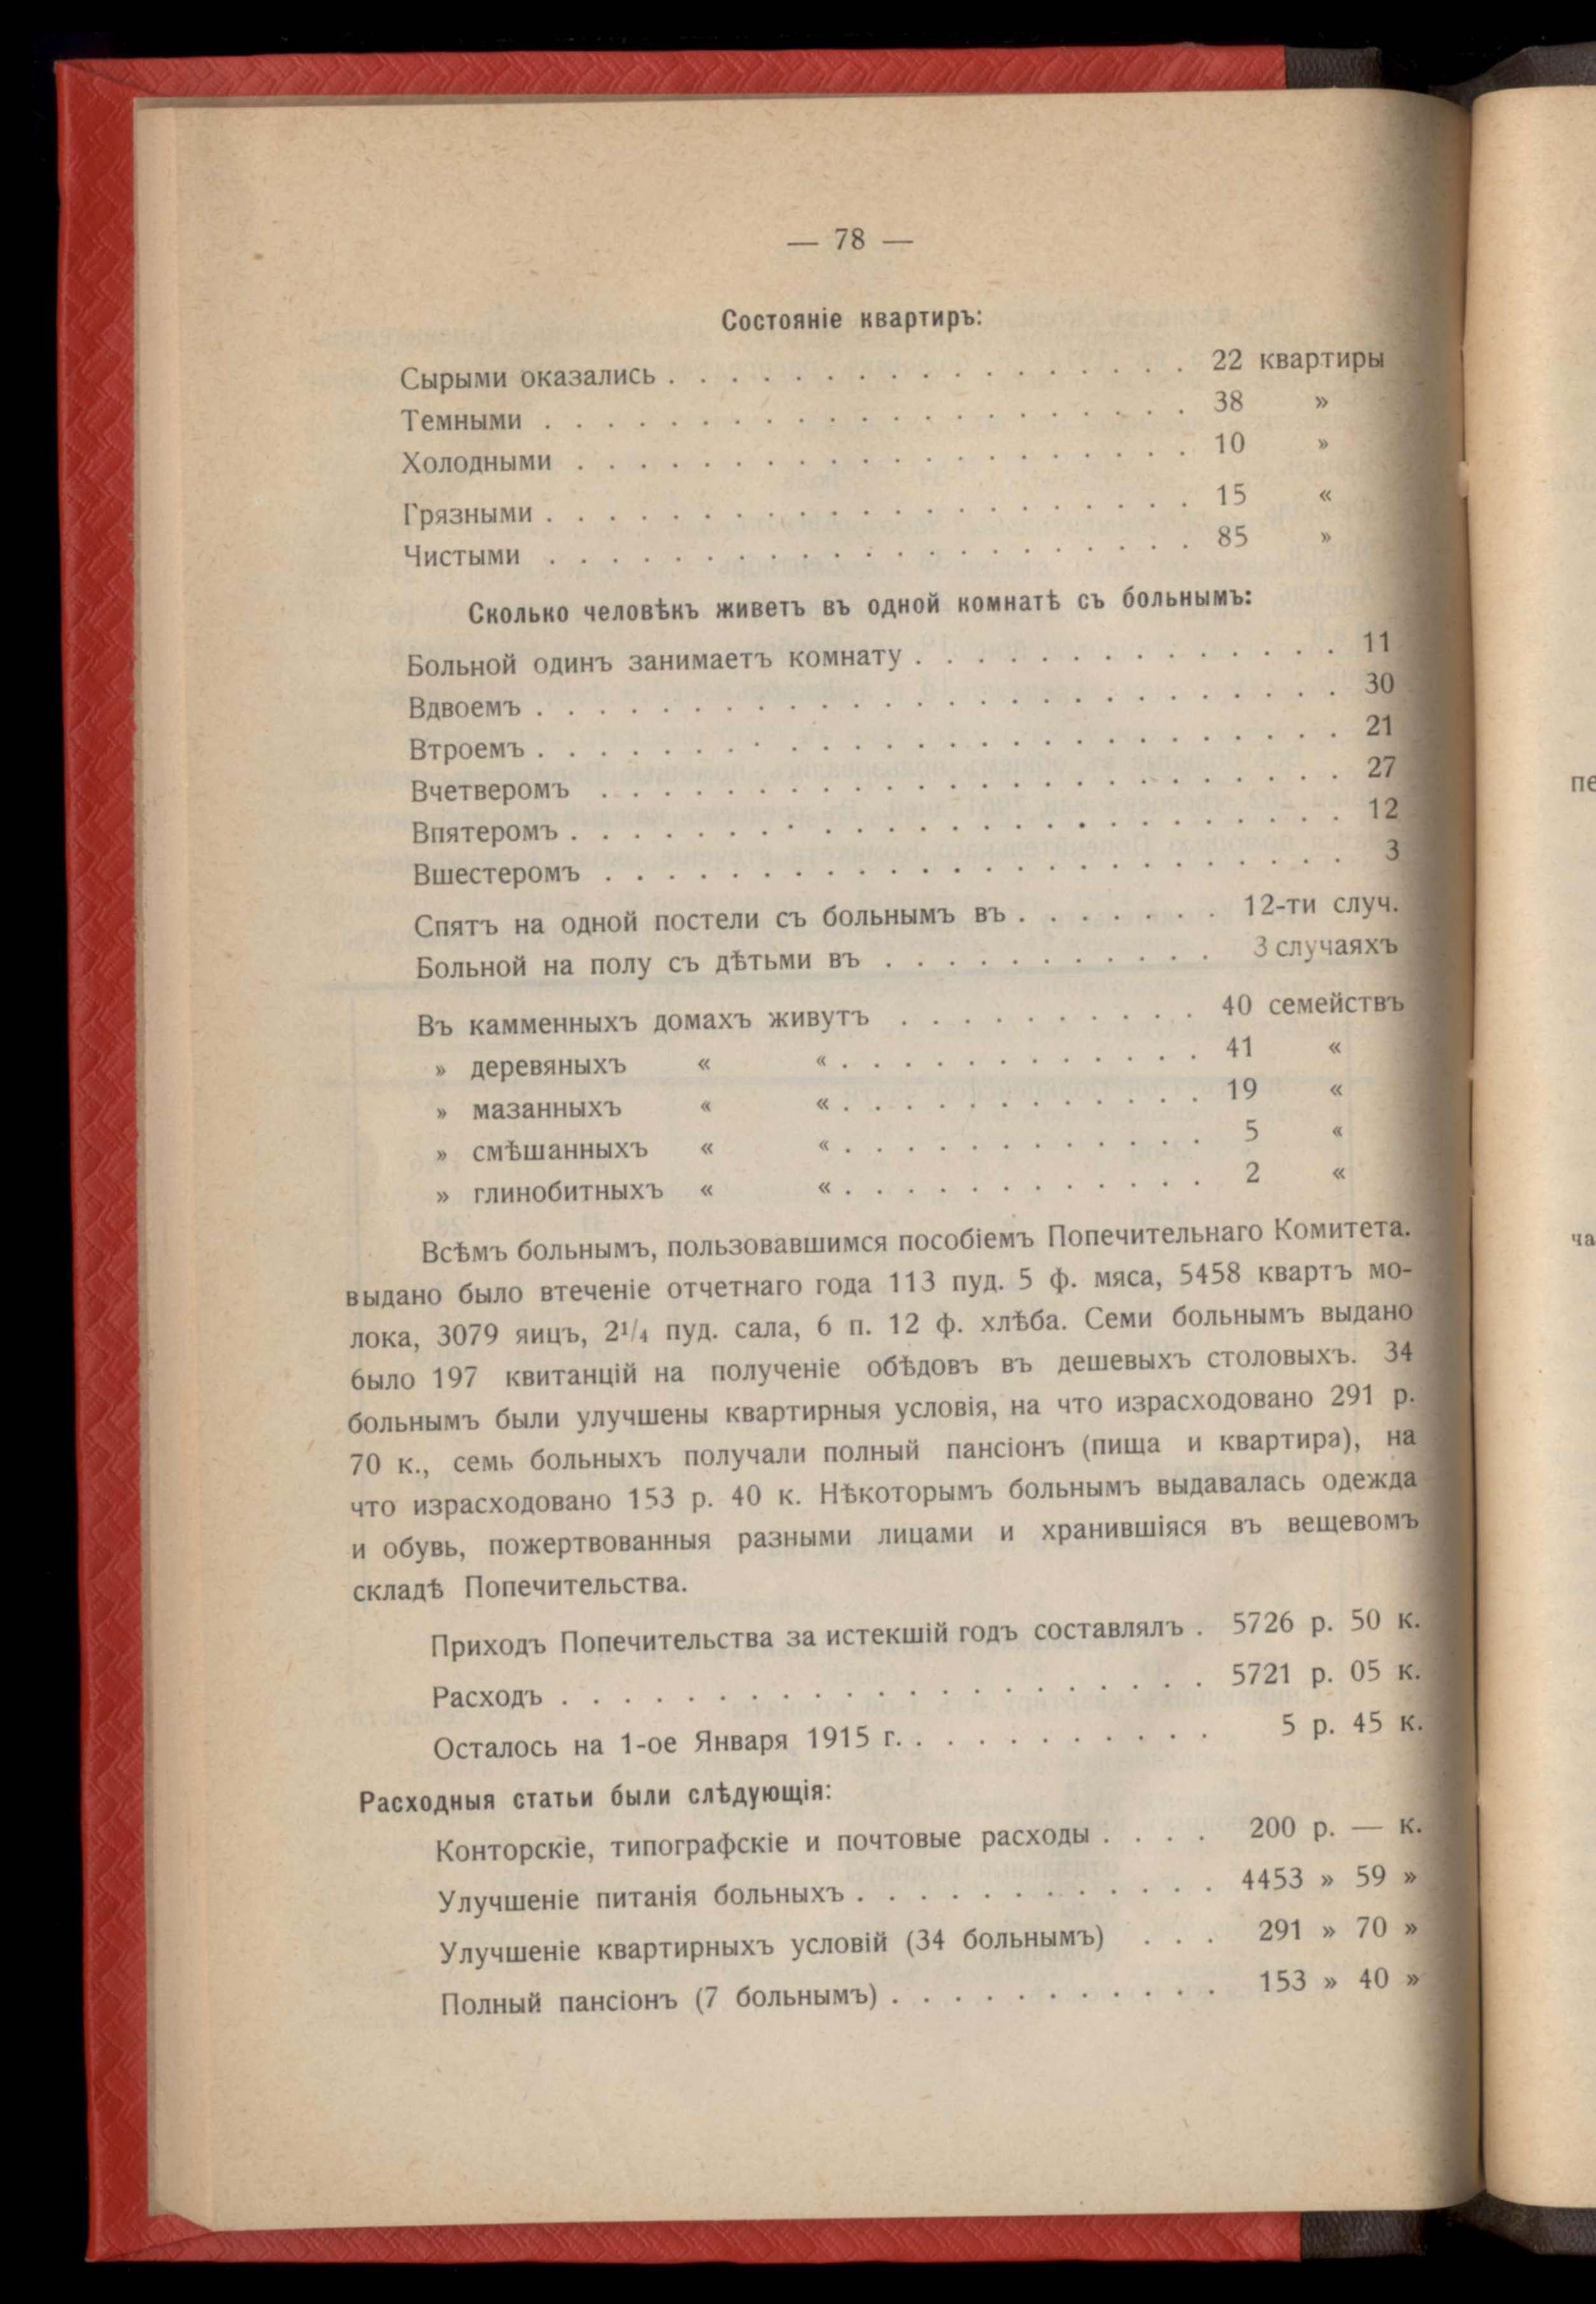 — 78 —
Состоянiе квартиръ:
Сырыми оказались . . . . . . . . . . . . . . . . . 22 квартиры
Темными . . . . . . . . . . . . . . . . . . . . . 38 »
Холодными . . . . . . . . . . . . . . . . . . . . 10 »
Грязными . . . . . . . . . . . . . . . . . . . . . 15 «
Чистыми . . . . . . . . . . . . . . . . . . . . . 85 »
Сколько человѣкъ живетъ въ одной комнатѣ съ больнымъ:
Больной одинъ занимаетъ комнату . . . . . . . . . . . . . . 11
Вдвоемъ . . . . . . . . . . . . . . . . . . . . . . . . . . 30
Втроемъ . . . . . . . . . . . . . . . . . . . . . . . . . . 21
Вчетверомъ . . . . . . . . . . . . . . . . . . . . . . . . 27
Впятеромъ . . . . . . . . . . . . . . . . . . . . . . . . . 12
Вшестеромъ . . . . . . . . . . . . . . . . . . . . . . . . 3
Спятъ на одной постели съ больнымъ въ . . . . . . . 12-ти случ.
Больной на полу съ дѣтьми въ . . . . . . . . . . . 3 случаяхъ
Въ камменныхъ домахъ живутъ . . . . . . . . . . 40 семействъ
» деревяныхъ « « . . . . . . . . . . . . 41 «
» мазанныхъ « « . . . . . . . . . . . . 19 «
» смѣшанныхъ « « . . . . . . . . . . . . 5 «
» глинобитныхъ « « . . . . . . . . . . . . 2 «
Всѣмъ больнымъ, пользовавшимся пособiемъ Попечительнаго Комитета.
выдано было втеченiе отчетнаго года 113 пуд. 5 ф. мяса, 5458 квартъ мо-
лока, 3079 яицъ, 2¹/₄ пуд. сала, 6 п. 12 ф. хлѣба. Семи больнымъ выдано
было 197 квитанцiй на полученiе обѣдовъ въ дешевыхъ столовыхъ. 34
больнымъ были улучшены квартирныя условiя, на что израсходовано 291 р.
70 к., семь больныхъ получали полный пансiонъ (пища и квартира), на
что израсходовано 153 р. 40 к. Нѣкоторымъ больнымъ выдавалась одежда
и обувь, пожертвованныя разными лицами и хранившiяся въ вещевомъ
складѣ Попечительства.
Приходъ Попечительства за истекшiй годъ составлялъ . 5726 р. 50 к.
Расходъ . . . . . . . . . . . . . . . . . . . . . 5721 р. 05 к.
Осталось на 1-ое Января 1915 г. . . . . . . . . . . 5 р. 45 к.
Расходныя статьи были слѣдующiя:
Конторскiе, типографскiе и почтовые расходы . . . . 200 р. — к.
Улучшенiе питанiя больныхъ . . . . . . . . . . . . 4453 » 59 »
Улучшенiе квартирныхъ условiй (34 больнымъ) . . . 291 » 70 »
Полный пансiонъ (7 больнымъ) . . . . . . . . . . . 153 » 40 »